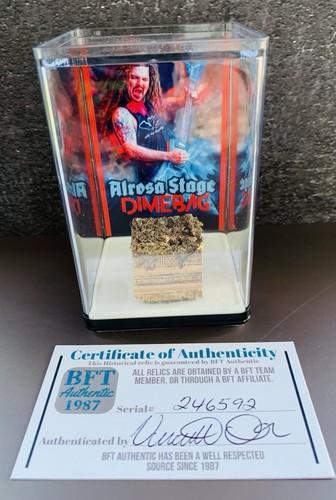 Alrosa Stage
DIMEBAG
Certificate of Authenticity
This Historical relic is guaranteed by BFT Authentic
BFT
Authentic
1987
ALL RELICS ARE OBTAINED BY A BFT TEAM
MEMBER. OR THROUGH A BFT AFFILIATE.
Serial# 246592
Authenticated by
BFT AUTHENTIC HAS BEEN A WELL RESPECTED
SOURCE SINCE 1987